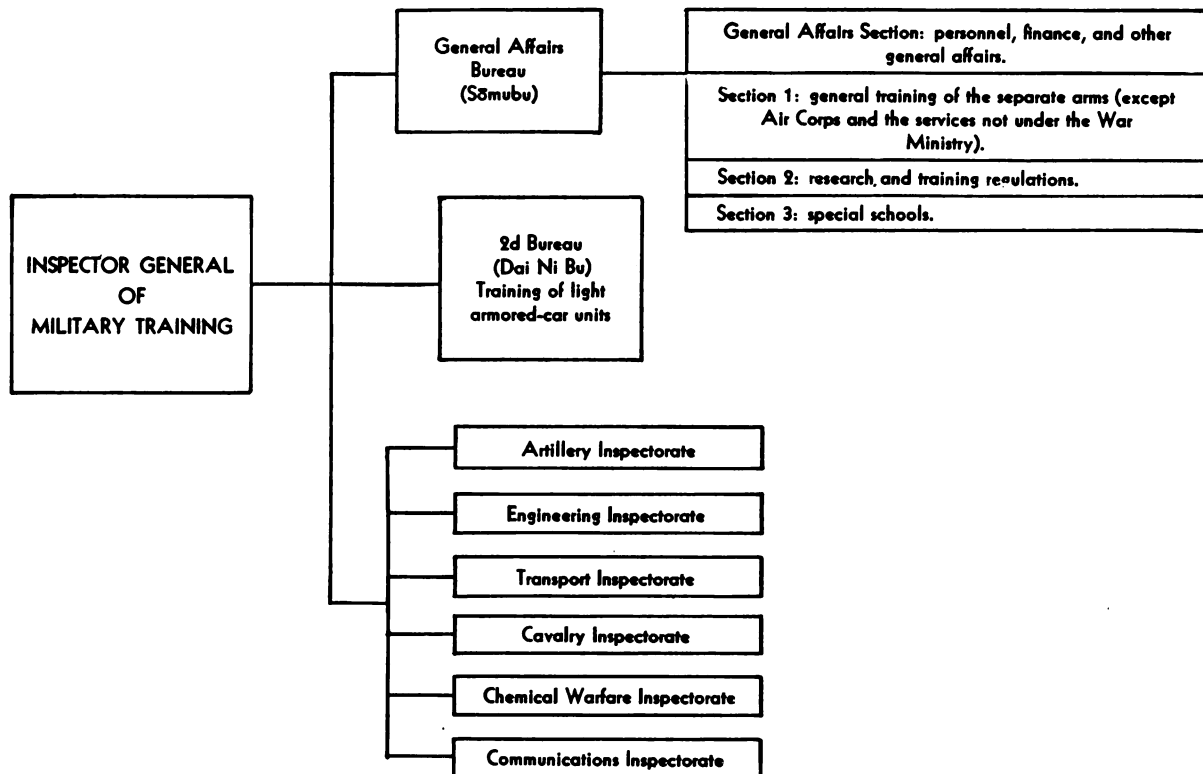 General Affairs
Bureau
(Sōmubu)
General Affairs Section: personnel, finance, and other
general affairs.
Section 1: general training of the separate arms (except
Air Corps and the services not under the War
Ministry).
Section 2: research, and training regulations.
Section 3: special schools.
INSPECTOR GENERAL
OF
MILITARY TRAINING
2d Bureau
(Dai Ni Bu)
Training of light
armored-car units
Artillery Inspectorate
Engineering Inspectorate
Transport Inspectorate
Cavalry Inspectorate
Chemical Warfare Inspectorate
Communications Inspectorate